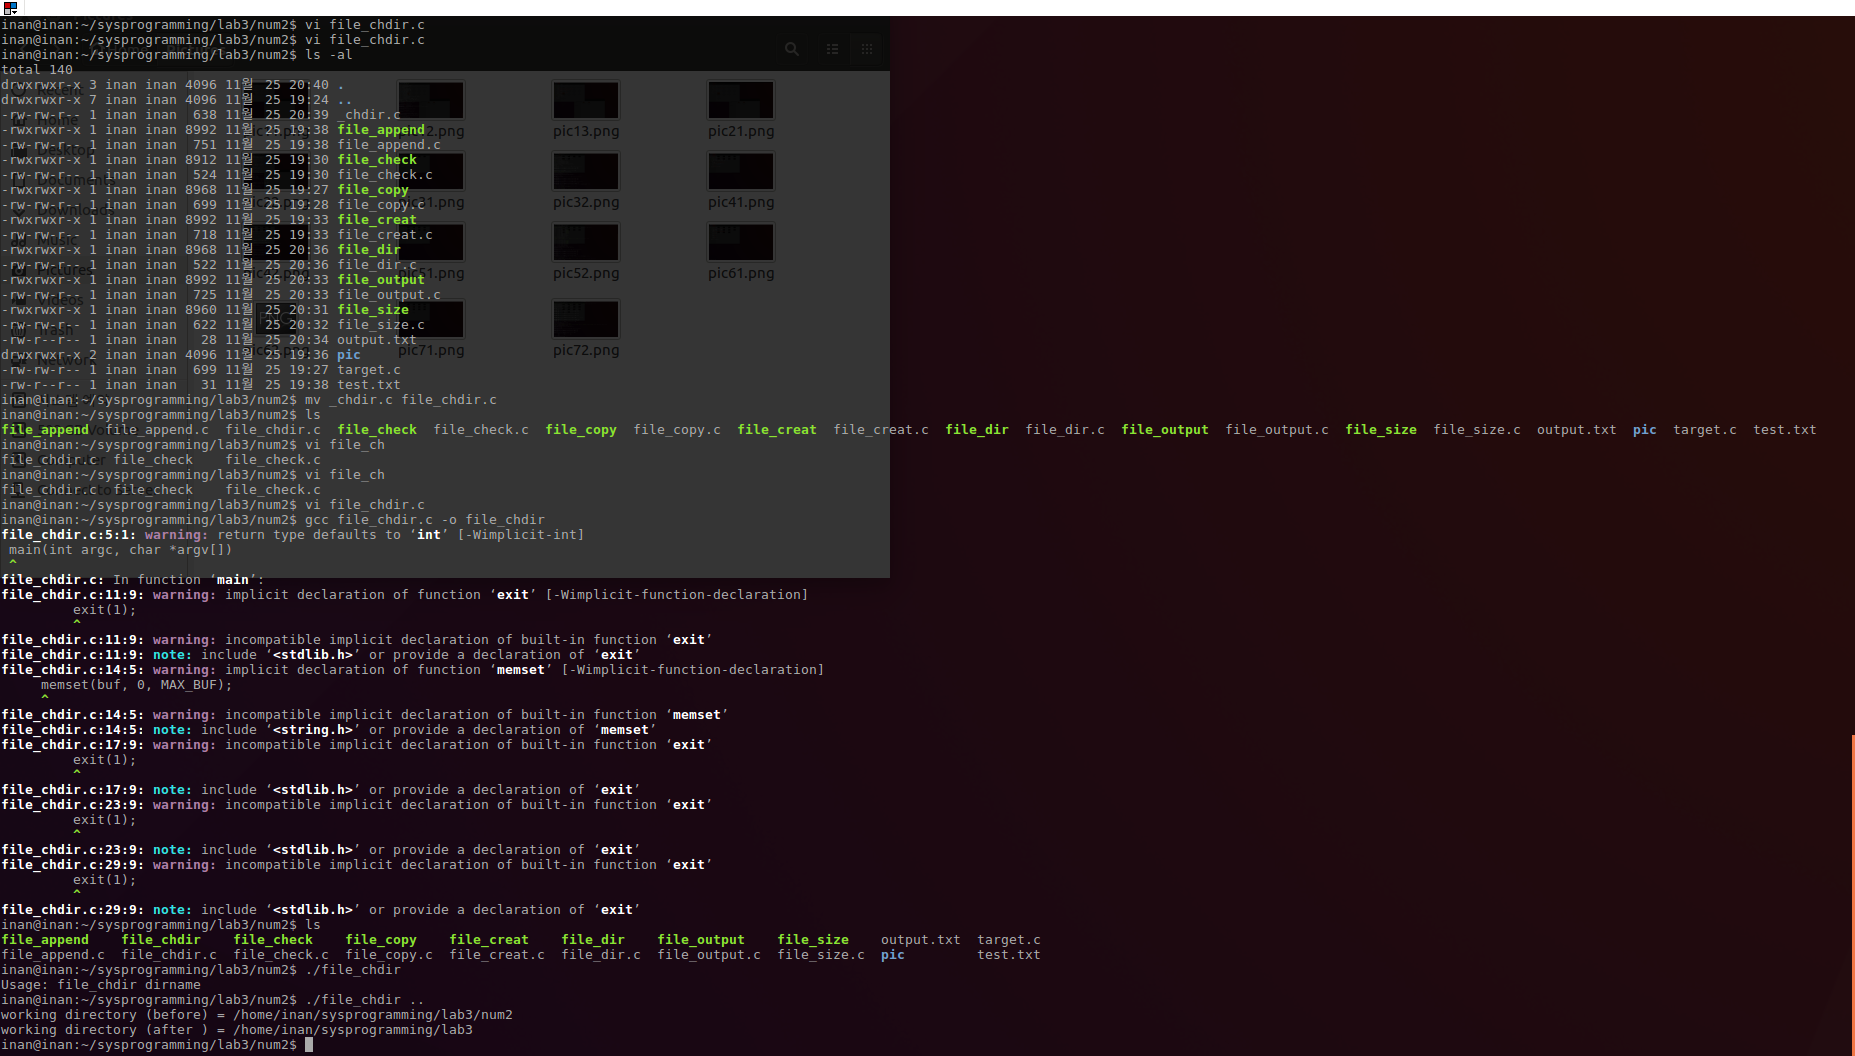 inan@inan:~/sysprogramming/lab3/num2$ vi file_chdir.c
inan@inan:~/sysprogramming/lab3/num2$ vi file_chdir.c
inan@inan:~/sysprogramming/lab3/num2$ ls -al
total 140
drwxrwxr-x 3 inan inan 4096 11월 25 20:40 .
drwxrwxr-x 7 inan inan 4096 11월 25 19:24 ..
-rw-rw-r-- 1 inan inan  638 11월 25 20:39 _chdir.c
-rwxrwxr-x 1 inan inan 8992 11월 25 19:38 file_append
-rw-rw-r-- 1 inan inan  751 11월 25 19:38 file_append.c
-rwxrwxr-x 1 inan inan 8912 11월 25 19:30 file_check
-rw-rw-r-- 1 inan inan  524 11월 25 19:30 file_check.c
-rwxrwxr-x 1 inan inan 8968 11월 25 19:27 file_copy
-rw-rw-r-- 1 inan inan  699 11월 25 19:28 file_copy.c
-rwxrwxr-x 1 inan inan 8992 11월 25 19:33 file_creat
-rw-rw-r-- 1 inan inan  718 11월 25 19:33 file_creat.c
-rwxrwxr-x 1 inan inan 8968 11월 25 20:36 file_dir
-rw-rw-r-- 1 inan inan  522 11월 25 20:36 file_dir.c
-rwxrwxr-x 1 inan inan 8992 11월 25 20:33 file_output
-rw-rw-r-- 1 inan inan  725 11월 25 20:33 file_output.c
-rwxrwxr-x 1 inan inan 8960 11월 25 20:31 file_size
-rw-rw-r-- 1 inan inan  622 11월 25 20:32 file_size.c
-rw-r--r-- 1 inan inan   28 11월 25 20:34 output.txt
drwxrwxr-x 2 inan inan 4096 11월 25 19:36 pic
-rw-rw-r-- 1 inan inan  699 11월 25 19:27 target.c
-rw-r--r-- 1 inan inan   31 11월 25 19:38 test.txt
inan@inan:~/sysprogramming/lab3/num2$ mv _chdir.c file_chdir.c
inan@inan:~/sysprogramming/lab3/num2$ ls
file_append  file_append.c  file_chdir.c  file_check  file_check.c  file_copy  file_copy.c  file_creat  file_creat.c  file_dir  file_dir.c  file_output  file_output.c  file_size  file_size.c  output.txt  pic  target.c  test.txt
inan@inan:~/sysprogramming/lab3/num2$ vi file_ch
file_chdir.c  file_check    file_check.c
inan@inan:~/sysprogramming/lab3/num2$ vi file_ch
file_chdir.c  file_check    file_check.c
inan@inan:~/sysprogramming/lab3/num2$ vi file_chdir.c
inan@inan:~/sysprogramming/lab3/num2$ gcc file_chdir.c -o file_chdir
file_chdir.c:5:1: warning: return type defaults to ‘int’ [-Wimplicit-int]
 main(int argc, char *argv[])
 ^
file_chdir.c: In function ‘main’:
file_chdir.c:11:9: warning: implicit declaration of function ‘exit’ [-Wimplicit-function-declaration]
         exit(1);
         ^
file_chdir.c:11:9: warning: incompatible implicit declaration of built-in function ‘exit’
file_chdir.c:11:9: note: include ‘<stdlib.h>’ or provide a declaration of ‘exit’
file_chdir.c:14:5: warning: implicit declaration of function ‘memset’ [-Wimplicit-function-declaration]
     memset(buf, 0, MAX_BUF);
     ^
file_chdir.c:14:5: warning: incompatible implicit declaration of built-in function ‘memset’
file_chdir.c:14:5: note: include ‘<string.h>’ or provide a declaration of ‘memset’
file_chdir.c:17:9: warning: incompatible implicit declaration of built-in function ‘exit’
         exit(1);
         ^
file_chdir.c:17:9: note: include ‘<stdlib.h>’ or provide a declaration of ‘exit’
file_chdir.c:23:9: warning: incompatible implicit declaration of built-in function ‘exit’
         exit(1);
         ^
file_chdir.c:23:9: note: include ‘<stdlib.h>’ or provide a declaration of ‘exit’
file_chdir.c:29:9: warning: incompatible implicit declaration of built-in function ‘exit’
         exit(1);
         ^
file_chdir.c:29:9: note: include ‘<stdlib.h>’ or provide a declaration of ‘exit’
inan@inan:~/sysprogramming/lab3/num2$ ls
file_append    file_chdir    file_check    file_copy    file_creat    file_dir    file_output    file_size    output.txt  target.c
file_append.c  file_chdir.c  file_check.c  file_copy.c  file_creat.c  file_dir.c  file_output.c  file_size.c  pic         test.txt
inan@inan:~/sysprogramming/lab3/num2$ ./file_chdir
Usage: file_chdir dirname
inan@inan:~/sysprogramming/lab3/num2$ ./file_chdir ..
working directory (before) = /home/inan/sysprogramming/lab3/num2
working directory (after ) = /home/inan/sysprogramming/lab3
inan@inan:~/sysprogramming/lab3/num2$
pic13.png pic21.png
pic32.png pic41.png
pic51.png pic52.png pic61.png
pic71.png pic72.png